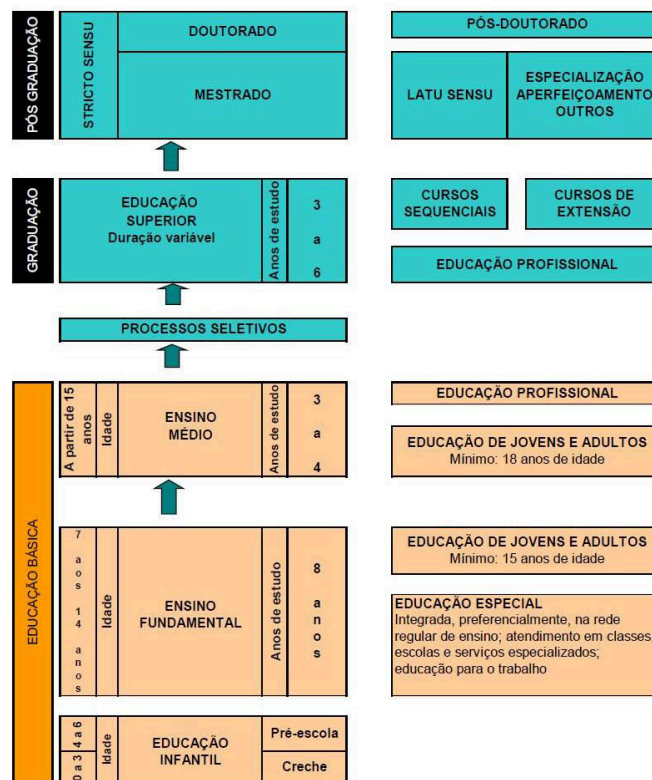 PÓS GRADUAÇÃO
STRICTO SENSU
DOUTORADO
MESTRADO
PÓS-DOUTORADO
LATU SENSU
ESPECIALIZAÇÃO
APERFEIÇOAMENTO
OUTROS
GRADUAÇÃO
EDUCAÇÃO
SUPERIOR
Duração variável
Anos de estudo
3
a
6
CURSOS
SEQUENCIAIS
CURSOS DE
EXTENSÃO
EDUCAÇÃO PROFISSIONAL
PROCESSOS SELETIVOS
EDUCAÇÃO BÁSICA
A partir de 15
anos
Idade
ENSINO
MÉDIO
Anos de estudo
3
a
4
EDUCAÇÃO PROFISSIONAL
EDUCAÇÃO DE JOVENS E ADULTOS
Mínimo: 18 anos de idade
7 aos 14 anos
Idade
ENSINO
FUNDAMENTAL
Anos de estudo
8 anos
EDUCAÇÃO DE JOVENS E ADULTOS
Mínimo: 15 anos de idade
EDUCAÇÃO ESPECIAL
Integrada, preferencialmente, na rede
regular de ensino; atendimento em classes
escolas e serviços especializados;
educação para o trabalho
4 a 6
0 a 3
Idade
EDUCAÇÃO
INFANTIL
Pré-escola
Creche